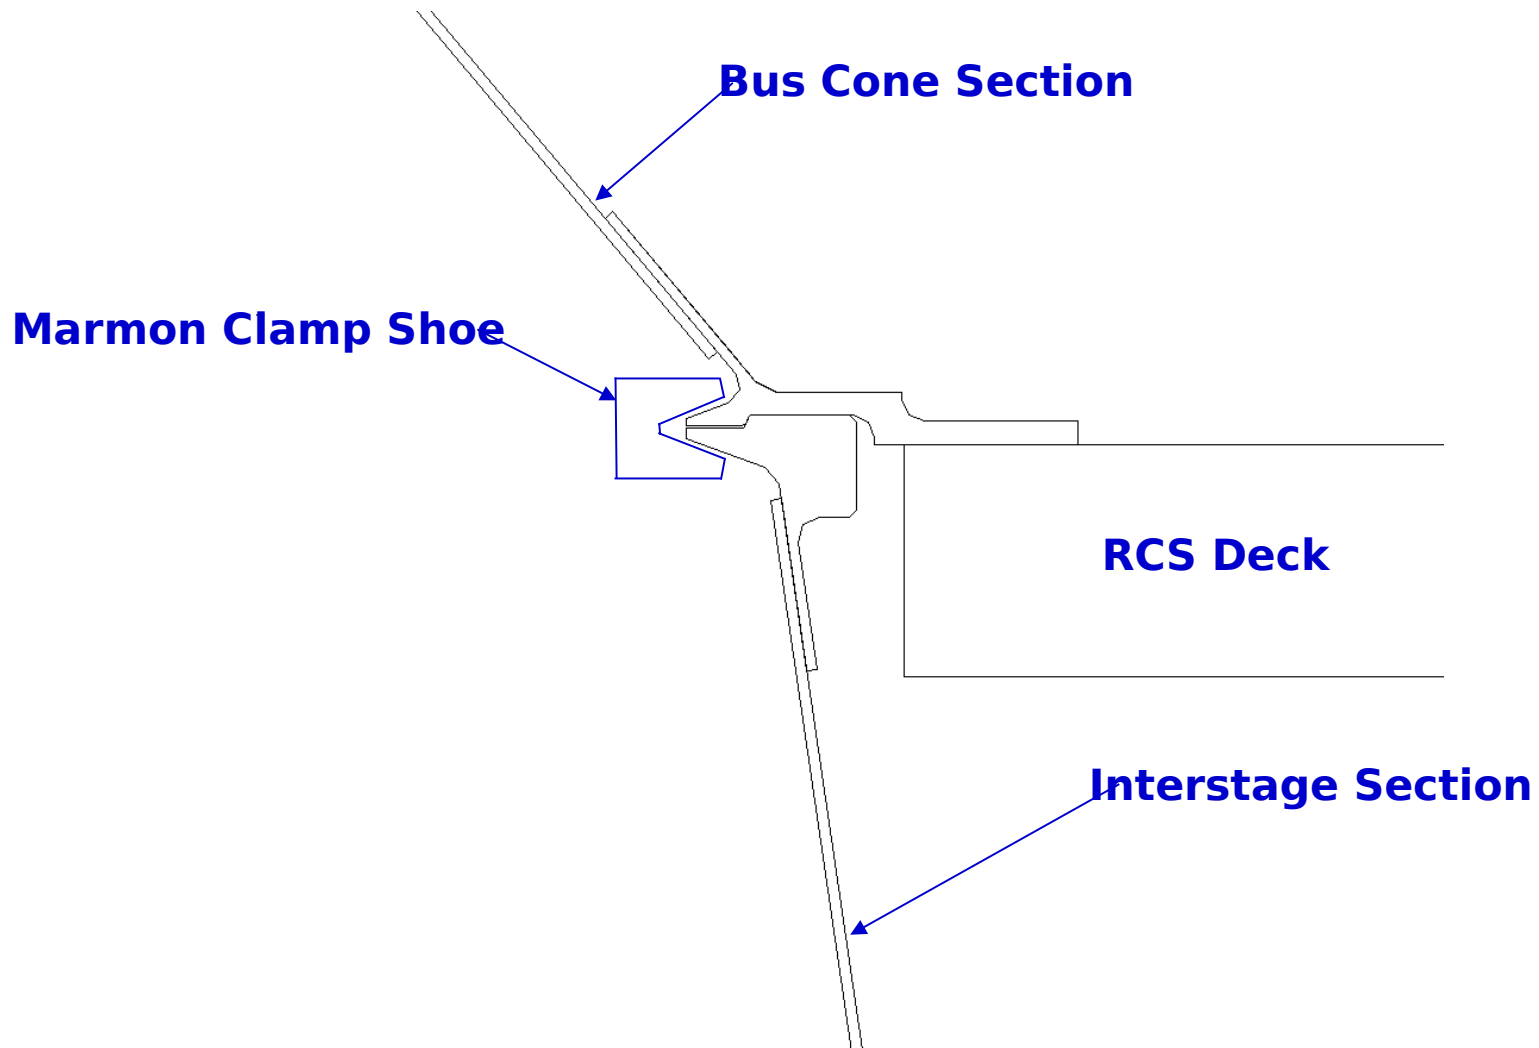 Bus Cone Section
Marmon Clamp Shoe
RCS Deck
Interstage Section